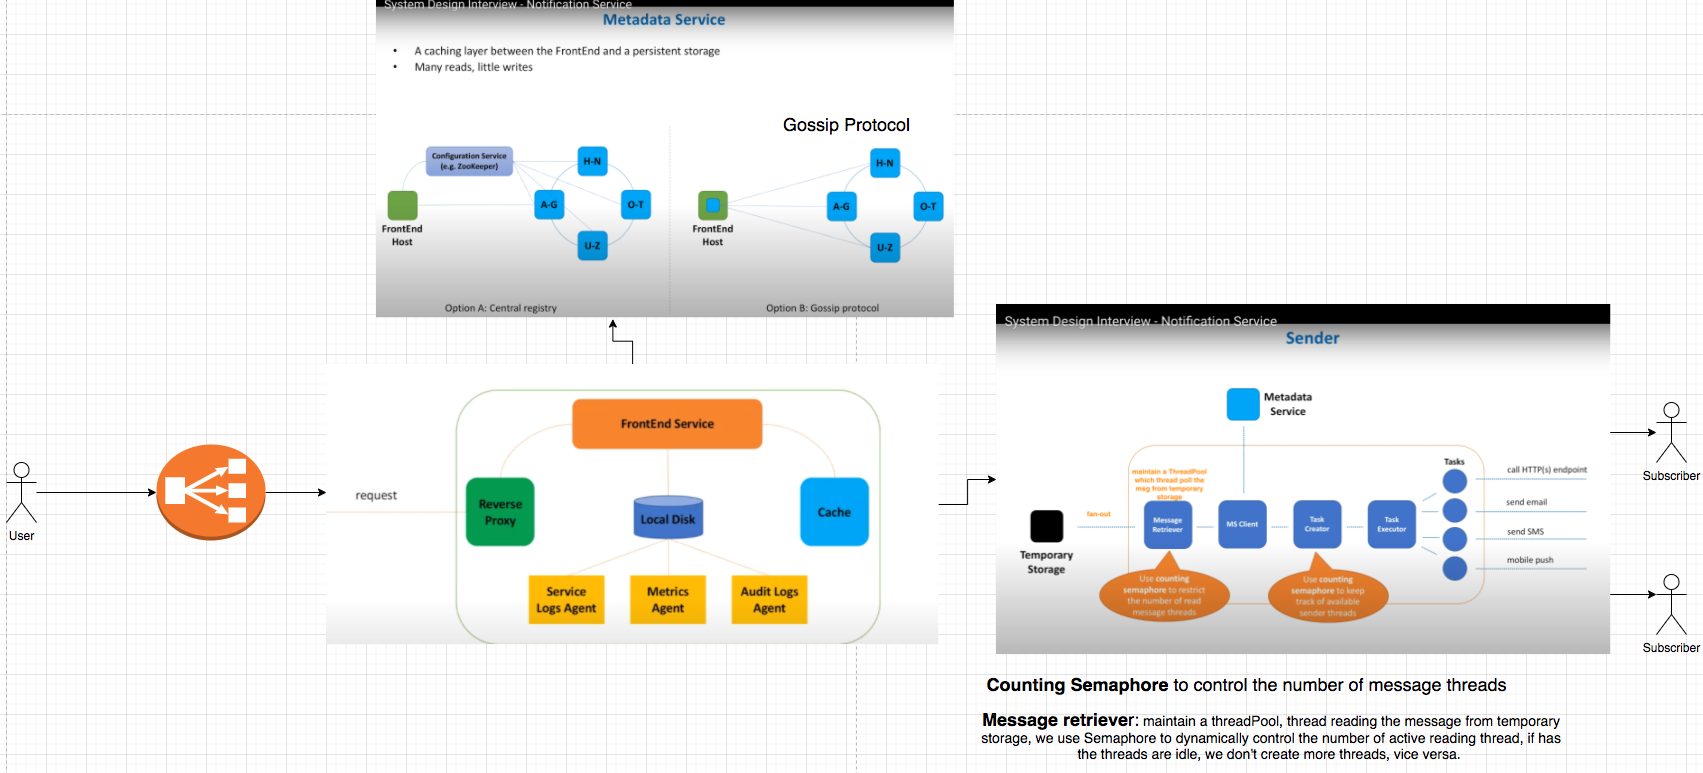 System Design Interview - Notification Service
Metadata Service
• A caching layer between the FrontEnd and a persistent storage
• Many reads, little writes
Gossip Protocol
Configuration Service
(e.g. ZooKeeper)
H-N
A-G
O-T
U-Z
FrontEnd
Host
Option A: Central registry
H-N
A-G
O-T
U-Z
FrontEnd
Host
Option B: Gossip protocol
User
request
FrontEnd Service
Reverse
Proxy
Local Disk
Cache
Service
Logs Agent
Metrics
Agent
Audit Logs
Agent
System Design Interview - Notification Service
Sender
Metadata
Service
maintain a ThreadPool
which thread poll the
msg from temporary
storage
Tasks
fan-out
Temporary
Storage
Message
Retriever
MS Client
Task
Creator
Task
Executor
call HTTP(s) endpoint
send email
send SMS
mobile push
Use counting
semaphore to restrict
the number of read
message threads
Use counting
semaphore to keep
track of available
sender threads
Subscriber
Subscriber
Counting Semaphore to control the number of message threads
Message retriever: maintain a threadPool, thread reading the message from temporary
storage, we use Semaphore to dynamically control the number of active reading thread, if has
the threads are idle, we don't create more threads, vice versa.